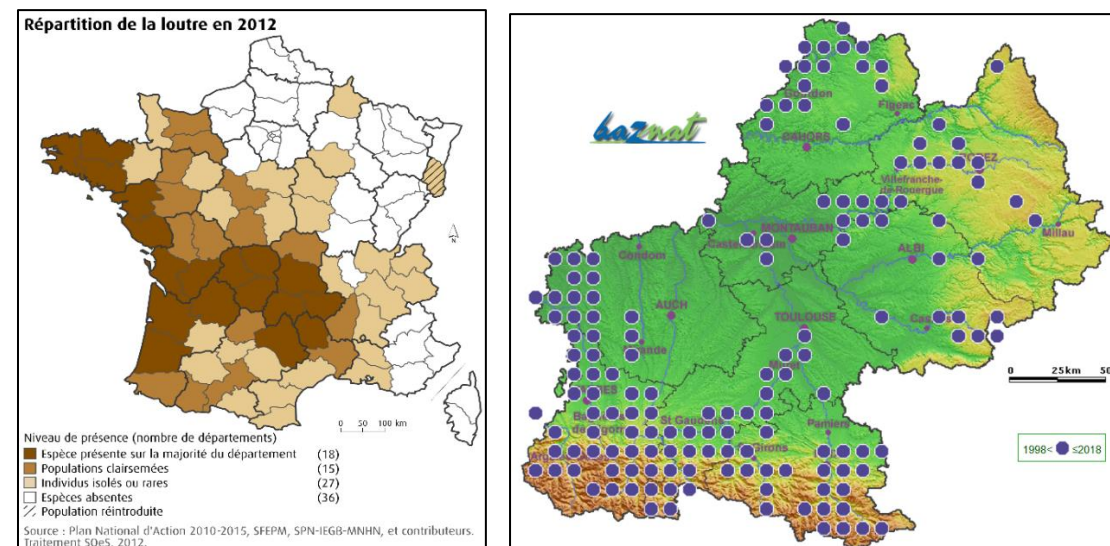 Répartition de la loutre en 2012
N
0 50 100 km
Niveau de présence (nombre de départements)
Espèce présente sur la majorité du département (18)
Populations clairsemées (15)
Individus isolés ou rares (27)
Espèces absentes (36)
Population réintroduite
Source : Plan National d'Action 2010-2015, SFEPM, SPN-IEGB-MNHN, et contributeurs.
Traitement SOeS, 2012.
baznat
Figeac
CAHORS
Villefranche-
de-Rouergue
Millau
MONTAUBAN
Condom
ALBI
AUCH
TOULOUSE
St Gaudens
Pamiers
0 25km 50
1998< ≤2018